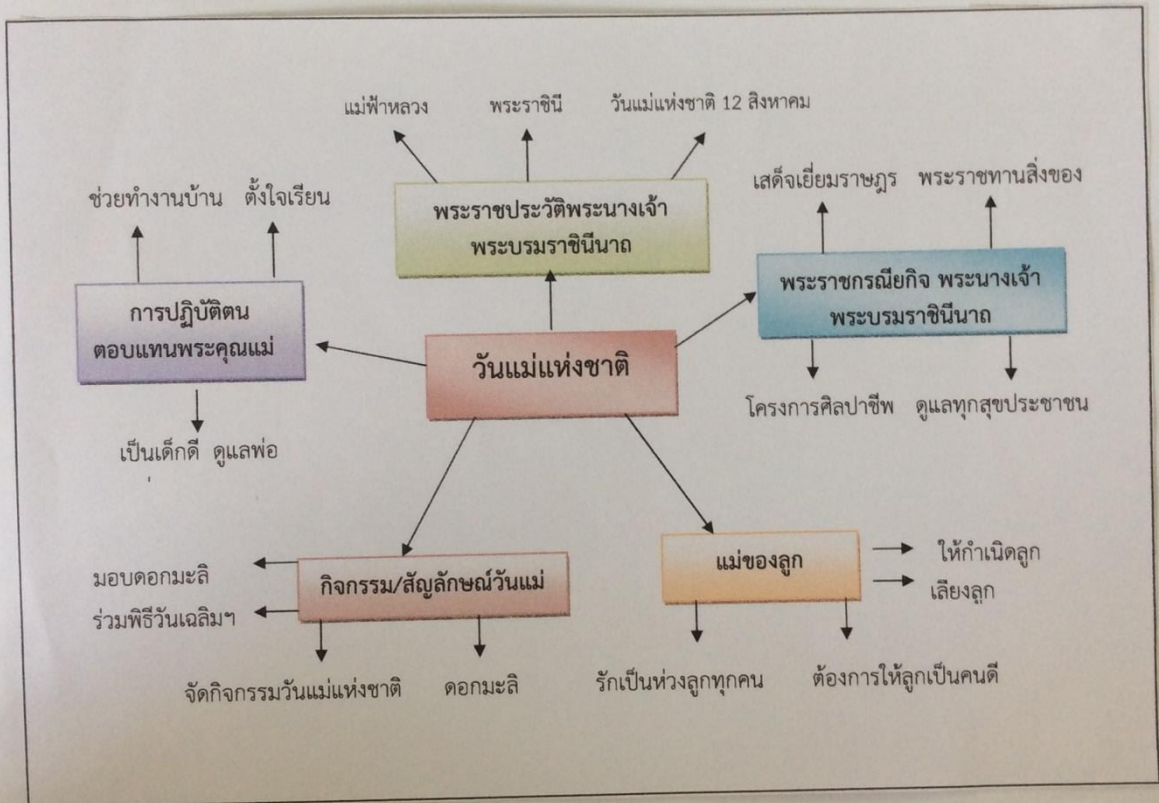 แม่ฟ้าหลวง พระราชินี วันแม่แห่งชาติ 12 สิงหาคม
ช่วยทำงานบ้าน ตั้งใจเรียน
พระราชประวัติพระนางเจ้า
พระบรมราชินีนาถ
เสด็จเยี่ยมราษฎร พระราชทานสิ่งของ
การปฏิบัติตน
ตอบแทนพระคุณแม่
พระราชกรณียกิจ พระนางเจ้า
พระบรมราชินีนาถ
วันแม่แห่งชาติ
เป็นเด็กดี ดูแลพ่อ
โครงการศิลปาชีพ ดูแลทุกสุขประชาชน
มอบดอกมะลิ
ร่วมพิธีวันเฉลิมฯ
กิจกรรม/สัญลักษณ์วันแม่
จัดกิจกรรมวันแม่แห่งชาติ ดอกมะลิ
แม่ของลูก
ให้กำเนิดลูก
เลียงลูก
รักเป็นห่วงลูกทุกคน ต้องการให้ลูกเป็นคนดี